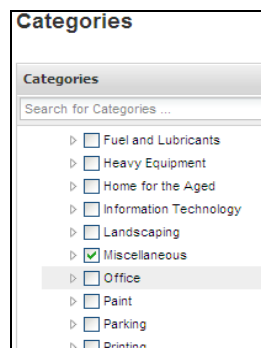 Categories
Categories
Search for Categories ...
Fuel and Lubricants
Heavy Equipment
Home for the Aged
Information Technology
Landscaping
Miscellaneous
Office
Paint
Parking
Printing